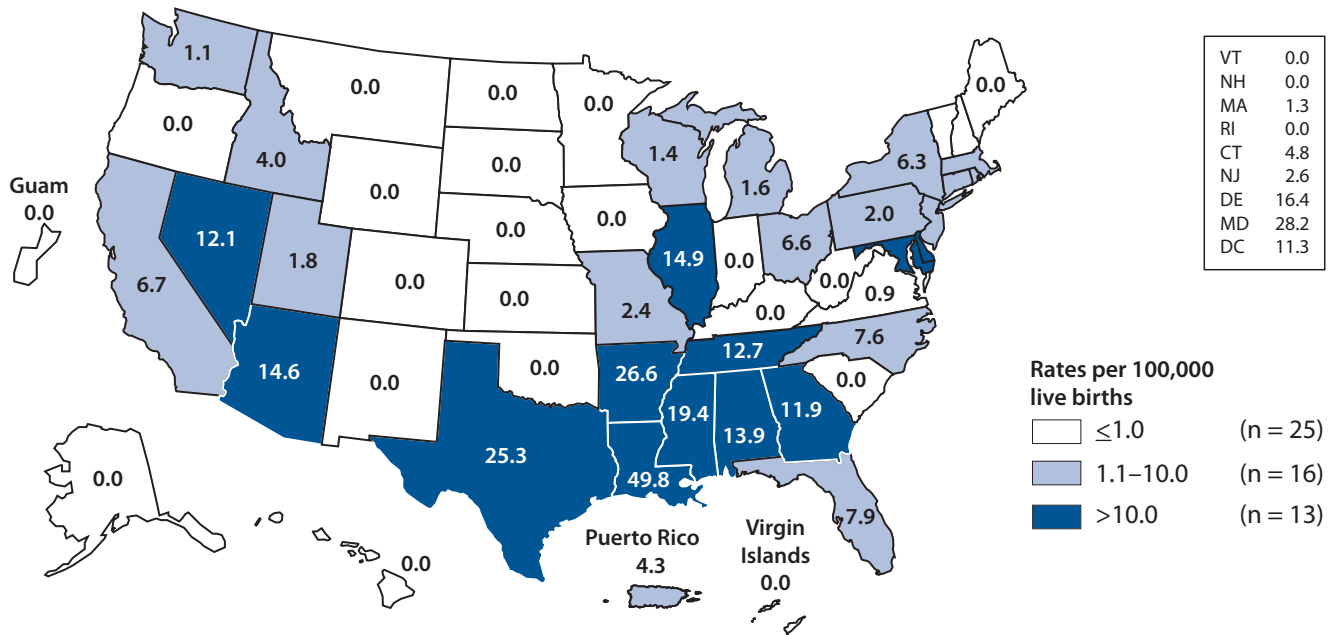 1.1
0.0
0.0
0.0
0.0
VT 0.0
NH 0.0
MA 1.3
RI 0.0
CT 4.8
NJ 2.6
DE 16.4
MD 28.2
DC 11.3
0.0
4.0
0.0
0.0
1.4
1.6
6.3
Guam
0.0
12.1
1.8
0.0
0.0
0.0
14.9
0.0
6.6
2.0
6.7
0.0
2.4
0.0
0.0
0.9
14.6
0.0
0.0
26.6
12.7
7.6
0.0
25.3
19.4
13.9
11.9
49.8
7.9
0.0
0.0
Puerto Rico
4.3
Virgin
Islands
0.0
Rates per 100,000
live births
≤1.0 (n = 25)
1.1–10.0 (n = 16)
>10.0 (n = 13)